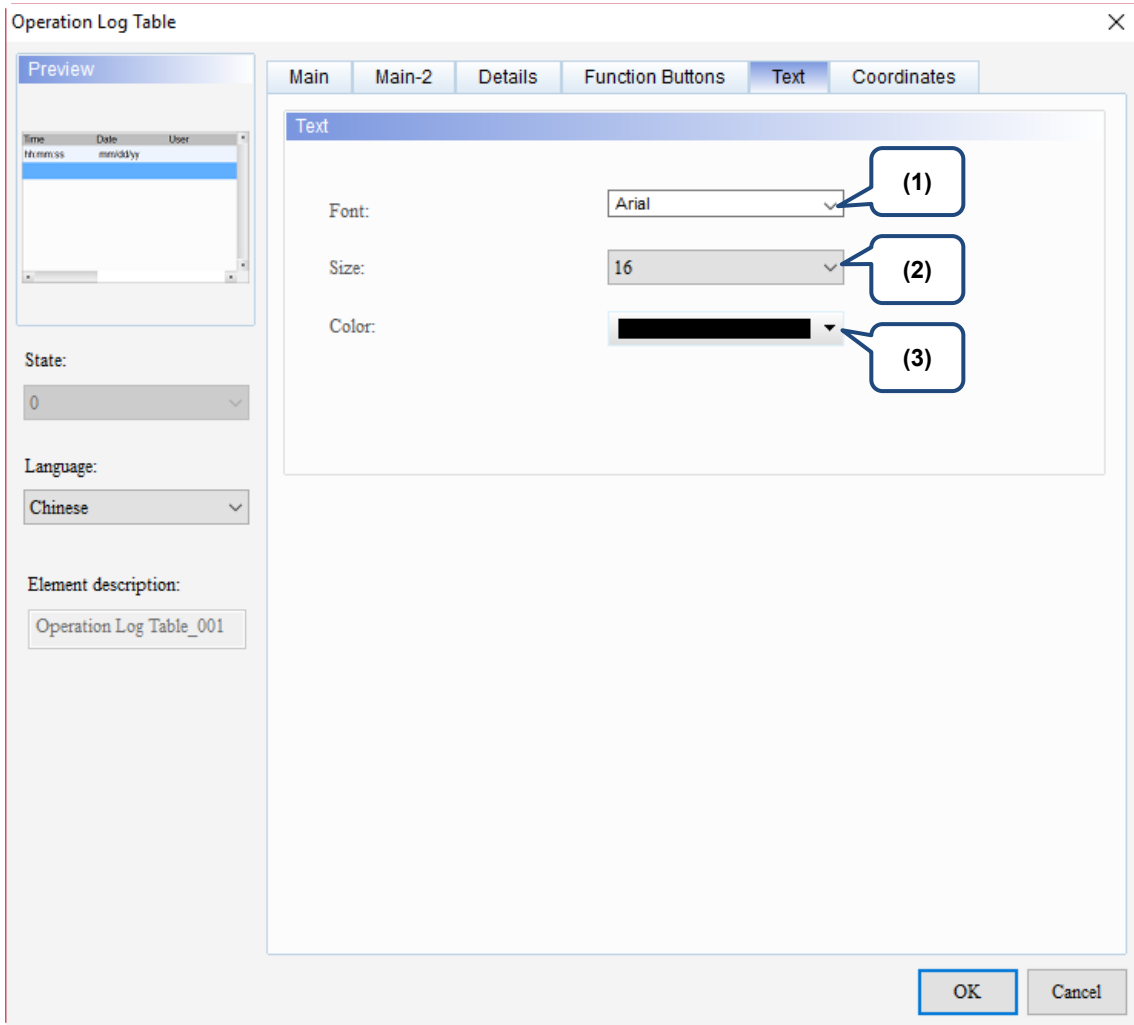 Operation Log Table
Preview
Time Date User
hh:mm:ss mm/dd/yy
State:
0
Language:
Chinese
Element description:
Operation Log Table_001
Main Main-2 Details Function Buttons Text Coordinates
Text
Font: Arial (1)
Size: 16 (2)
Color: (3)
OK Cancel